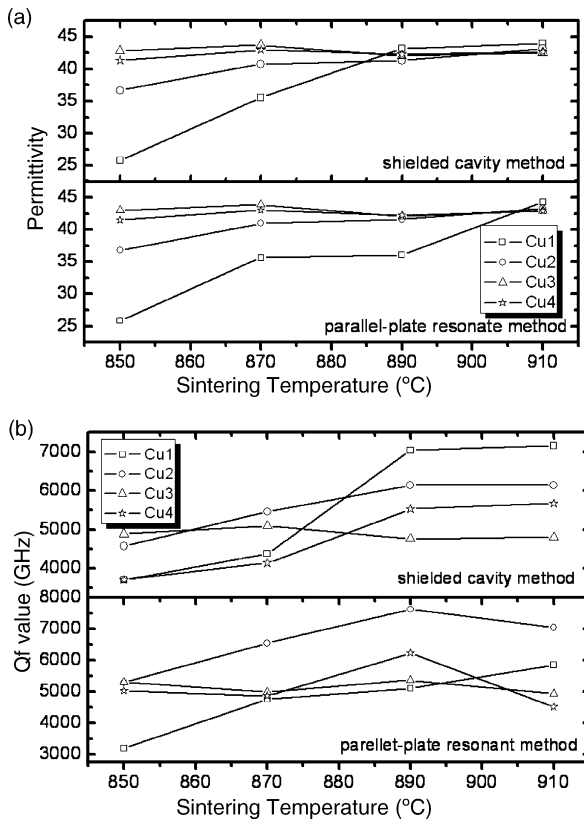 (a)
45
40
35
30
25
shielded cavity method
Permittivity
45
40
35
30
25
Cu1
Cu2
Cu3
Cu4
parallel-plate resonate method
850 860 870 880 890 900 910
Sintering Temperature (°C)
(b)
7000
6000
5000
4000
Cu1
Cu2
Cu3
Cu4
shielded cavity method
Qf value (GHz)
8000
7000
6000
5000
4000
3000
parellet-plate resonant method
850 860 870 880 890 900 910
Sintering Temperature (°C)